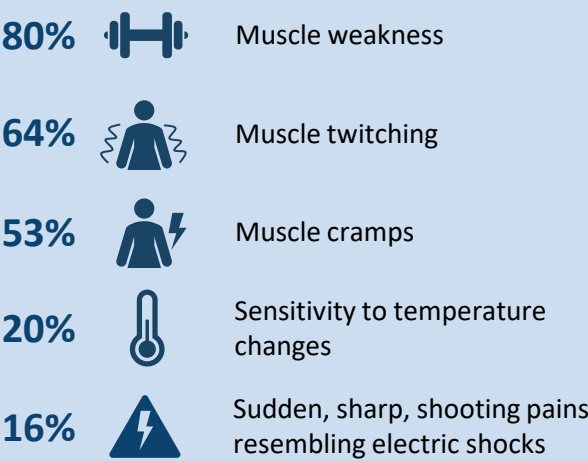 80% Muscle weakness
64% Muscle twitching
53% Muscle cramps
20% Sensitivity to temperature
changes
16% Sudden, sharp, shooting pains
resembling electric shocks